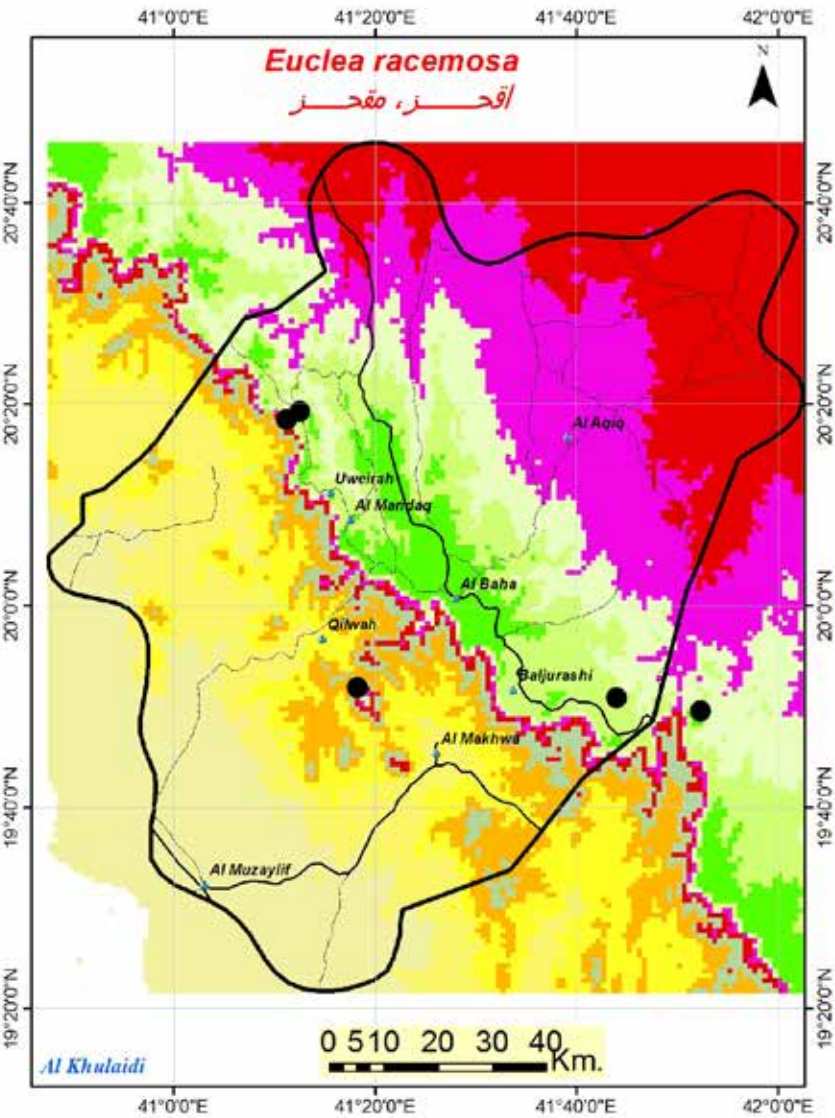 41°0'0"E 41°20'0"E 41°40'0"E 42°0'0"E
Euclea racemosa
اقحـز ، مقحـز
N
20°40'0"N 20°40'0"N
20°20'0"N 20°20'0"N
Al Aqiq
Uweirah
Al Mandaq
Al Baha
20°0'0"N 20°0'0"N
Qilwah
Baljurashi
Al Makhwa
19°40'0"N 19°40'0"N
Al Muzaylif
19°20'0"N 19°20'0"N
0 5 10 20 30 40 Km.
Al Khulaidi
41°0'0"E 41°20'0"E 41°40'0"E 42°0'0"E